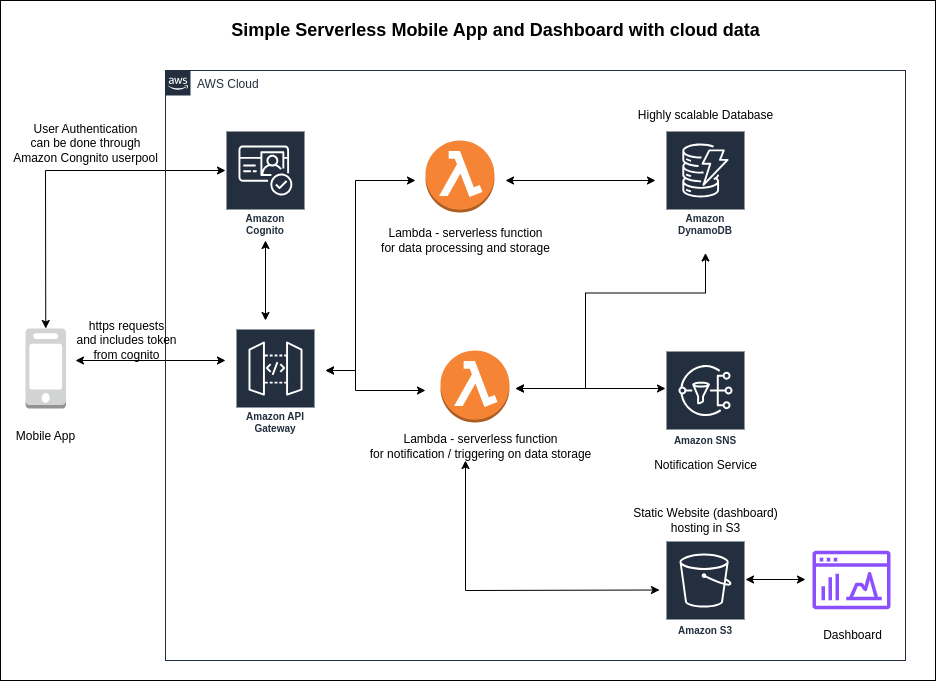 Simple Serverless Mobile App and Dashboard with cloud data
aws
AWS Cloud
User Authentication
can be done through
Amazon Congnito userpool
Highly scalable Database
Amazon
Cognito
Lambda - serverless function
for data processing and storage
Amazon
DynamoDB
https requests
and includes token
from cognito
</>
Mobile App
Amazon API
Gateway
Lambda - serverless function
for notification / triggering on data storage
Amazon SNS
Notification Service
Static Website (dashboard)
hosting in S3
Amazon S3
Dashboard